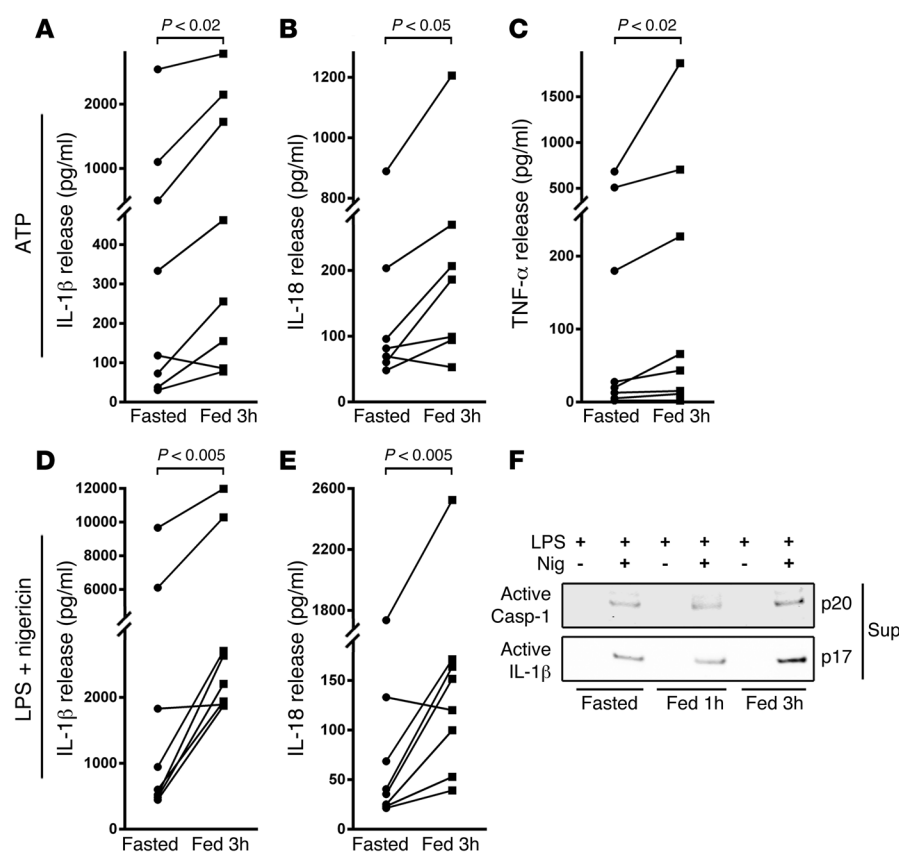 A
P < 0.02
IL-1β release (pg/ml)
2000
1000
400
300
200
100
0
Fasted Fed 3h
B
P < 0.05
IL-18 release (pg/ml)
1200
1000
800
200
100
0
Fasted Fed 3h
C
P < 0.02
TNF-α release (pg/ml)
1500
1000
500
200
100
0
Fasted Fed 3h
ATP
D
P < 0.005
IL-1β release (pg/ml)
12000
10000
8000
6000
2000
1000
0
Fasted Fed 3h
E
P < 0.005
IL-18 release (pg/ml)
2600
2200
1800
150
100
50
0
Fasted Fed 3h
LPS + nigericin
F
LPS + + + + + +
Nig - + - + - +
Active
Casp-1
p20
Active
IL-1β
p17
Sup
Fasted Fed 1h Fed 3h